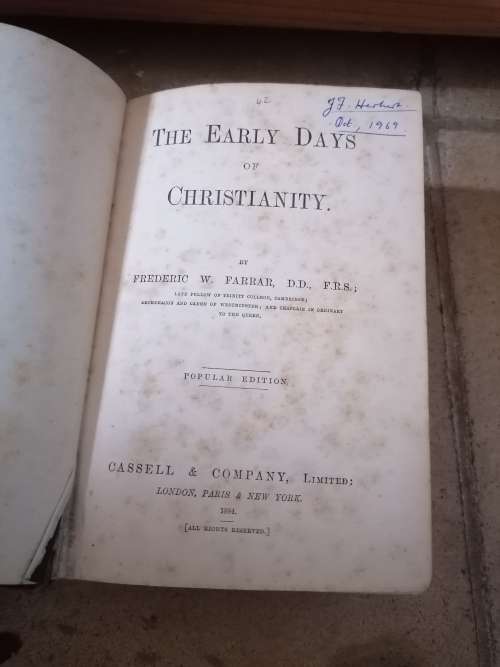 42
J.F. Herbert.
Oct, 1969
THE EARLY DAYS
OF
CHRISTIANITY.
BY
FREDERIC W. FARRAR, D.D., F.R.S.;
LATE FELLOW OF TRINITY COLLEGE, CAMBRIDGE;
ARCHDEACON AND CANON OF WESTMINSTER; AND CHAPLAIN IN ORDINARY
TO THE QUEEN.
POPULAR EDITION.
CASSELL & COMPANY, LIMITED:
LONDON, PARIS & NEW YORK.
1884.
[ALL RIGHTS RESERVED.]